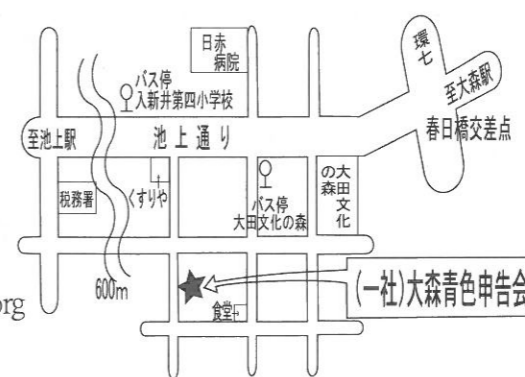 日赤
病院
環七
バス停
入新井第四小学校
至大森駅
至池上駅
池上通り
春日橋交差点
税務署
くすりや
バス停
大田文化の森
大田文化
の森
600m
org
食堂
(一社)大森青色申告会